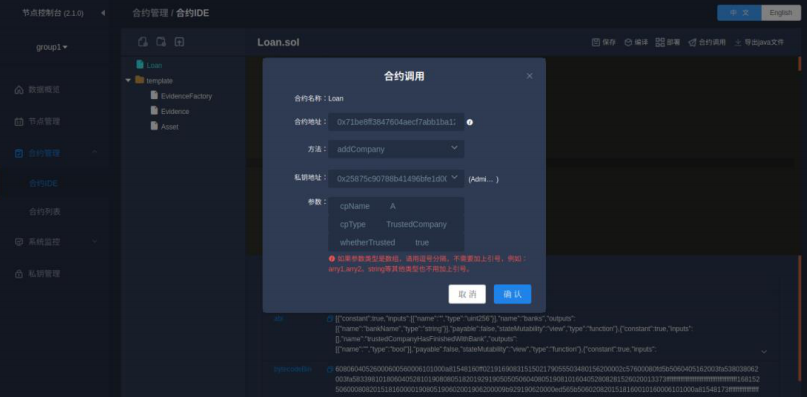 节点控制台 (2.1.0)
合约管理 / 合约IDE
中 文
English
group1
数据概览
节点管理
合约管理
合约IDE
合约列表
系统监控
私钥管理
Loan
template
EvidenceFactory
Evidence
Asset
Loan.sol
保存
编译
部署
合约调用
导出java文件
合约调用
合约名称：Loan
合约地址：
方法： addCompany
私钥地址： (Admi... )
参数： cpName A
cpType TrustedCompany
whetherTrusted true
如果参数类型是数组，请用逗号分隔，不需要加上引号，例如：
arry1,arry2。string等其他类型也不用加上引号。
取 消
确 认
abi
[{"constant":true,"inputs":[{"name":"","type":"uint256"}],"name":"banks","outputs":
[{"name":"bankName","type":"string"}],"payable":false,"stateMutability":"view","type":"function"},{"constant":true,"inputs":
[],"name":"trustedCompanyHasFinishedWithBank","outputs":
[{"name":"","type":"bool"}],"payable":false,"stateMutability":"view","type":"function"},{"constant":true,"inputs":
bytecodeBin